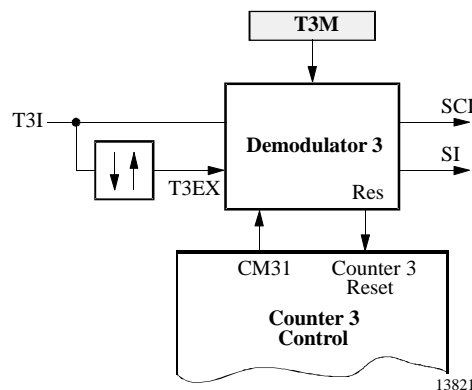 T3M
T3I
SCI
Demodulator 3
SI
T3EX
Res
CM31
Counter 3
Reset
Counter 3
Control
13821